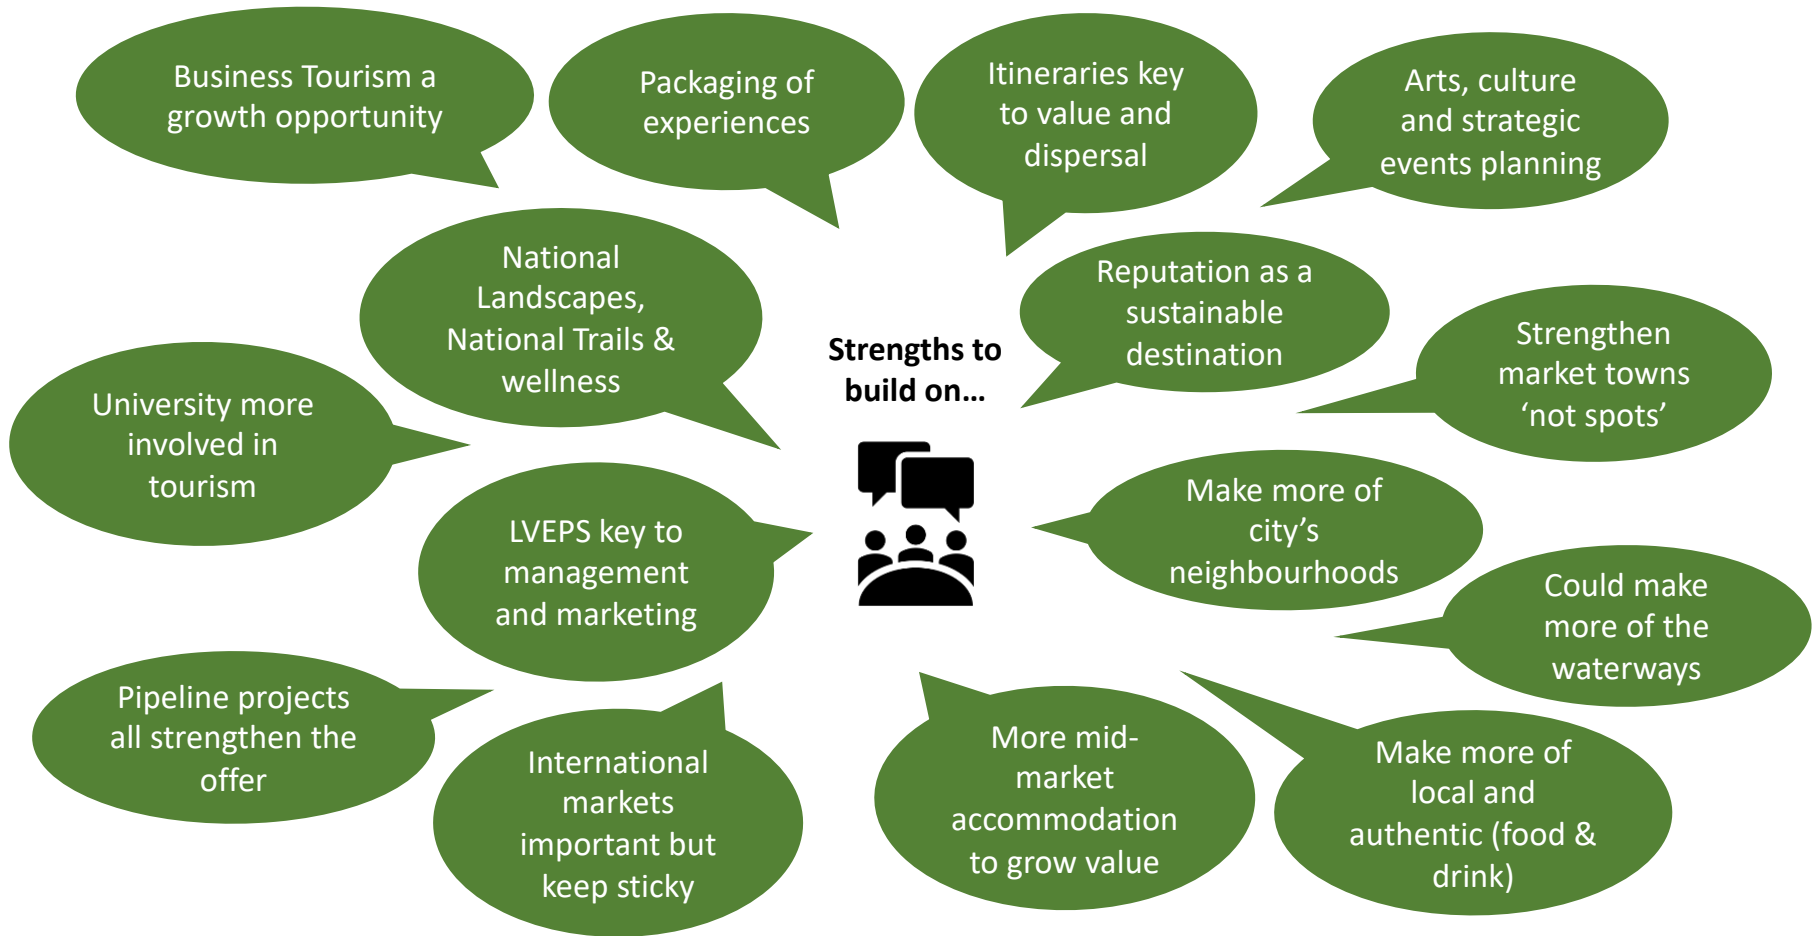 Business Tourism a
growth opportunity
Packaging of
experiences
Itineraries key
to value and
dispersal
Arts, culture
and strategic
events planning
National
Landscapes,
National Trails &
wellness
Reputation as a
sustainable
destination
Strengths to
build on...
Strengthen
market towns
‘not spots’
University more
involved in
tourism
LVEPS key to
management
and marketing
Make more of
city’s
neighbourhoods
Could make
more of the
waterways
Pipeline projects
all strengthen the
offer
International
markets
important but
keep sticky
More mid-
market
accommodation
to grow value
Make more of
local and
authentic (food &
drink)